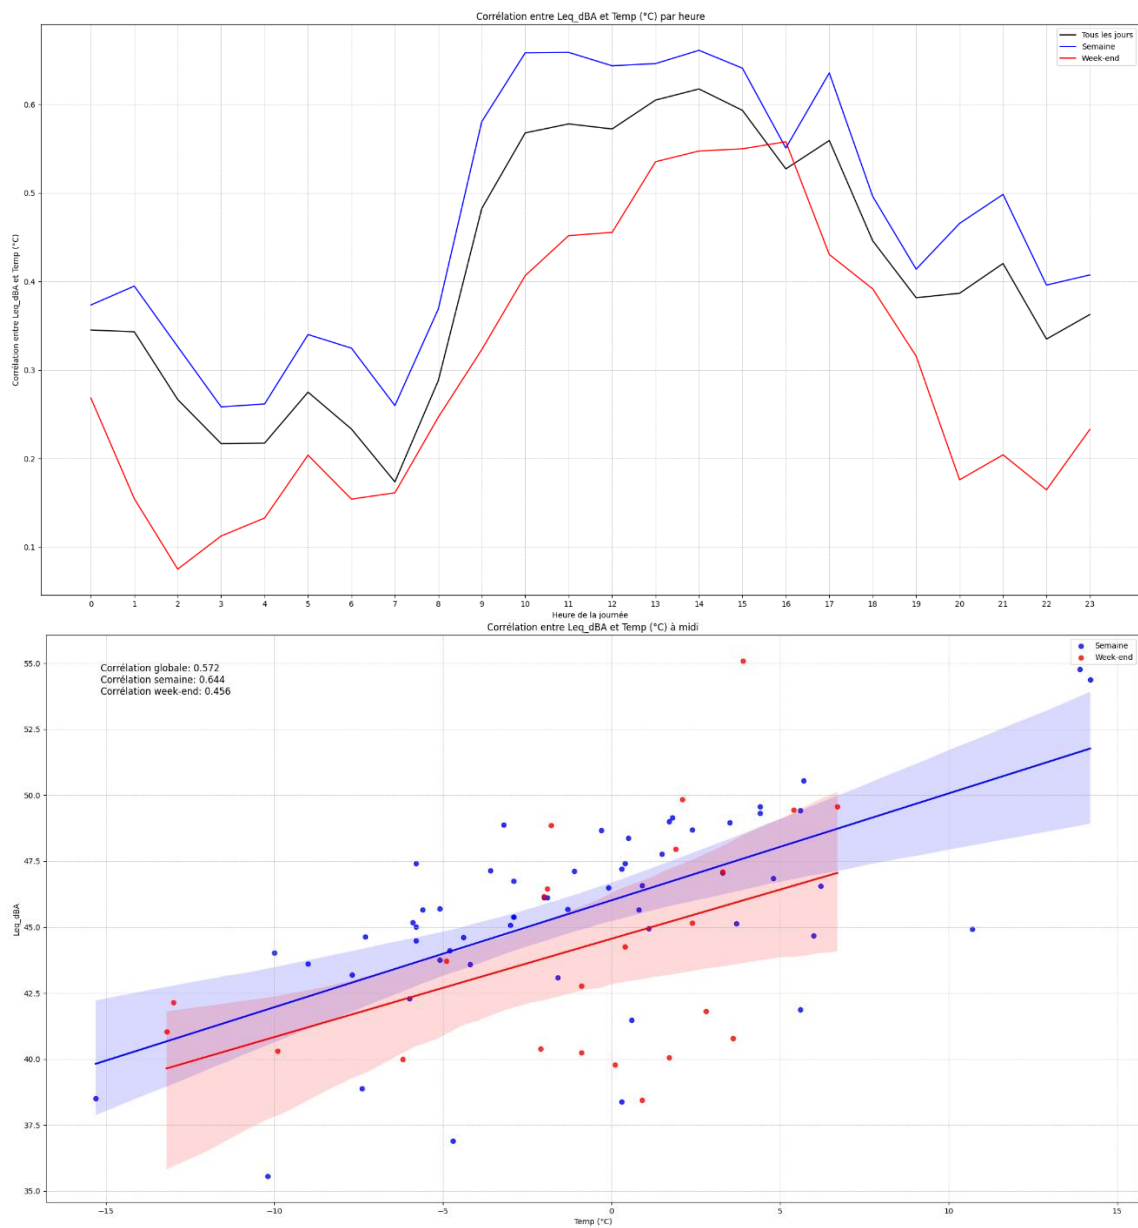 Corrélation entre Leq_dBA et Temp (°C) par heure
Tous les jours
Semaine
Week-end
Corrélation entre Leq_dBA et Temp (°C)
0.6
0.5
0.4
0.3
0.2
0.1
0 1 2 3 4 5 6 7 8 9 10 11 12 13 14 15 16 17 18 19 20 21 22 23
Heure de la journée
Corrélation entre Leq_dBA et Temp (°C) à midi
Semaine
Week-end
Corrélation globale: 0.572
Corrélation semaine: 0.644
Corrélation week-end: 0.456
Leq_dBA
55.0
52.5
50.0
47.5
45.0
42.5
40.0
37.5
35.0
−15 −10 −5 0 5 10 15
Temp (°C)